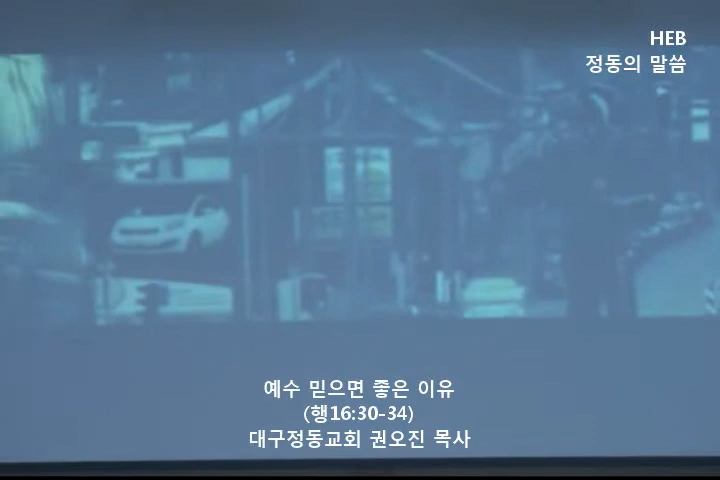 HEB
정동의 말씀
예수 믿으면 좋은 이유
(행16:30-34)
대구정동교회 권오진 목사